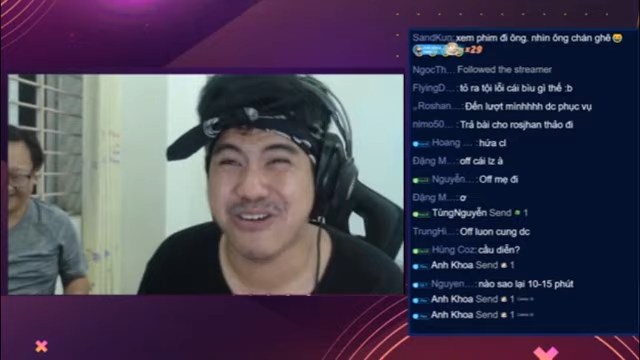 SandKun: xem phim đi ông. nhìn ông chán ghê😆
x29
NgọcTh... Followed the streamer
FlyingD... : tỏ ra tội lỗi cái bìu gì thế :b
„Roshan... : Đến lượt mìnhhhh dc phục vụ
nimo50... : Trả bài cho rosjhan thảo đi
Hoang ... : hứa cl
Đặng M... : off cái lz à
Nguyễn... : Off mẹ đi
Đặng M... : ơ
TùngNguyễn Send 1
TrungHi... : Off luon cung dc
Hùng Coz: cầu diễn?
Anh Khoa Send 1
Nguyen... : nào sao lại 10-15 phút
Anh Khoa Send 1
Anh Khoa Send 1